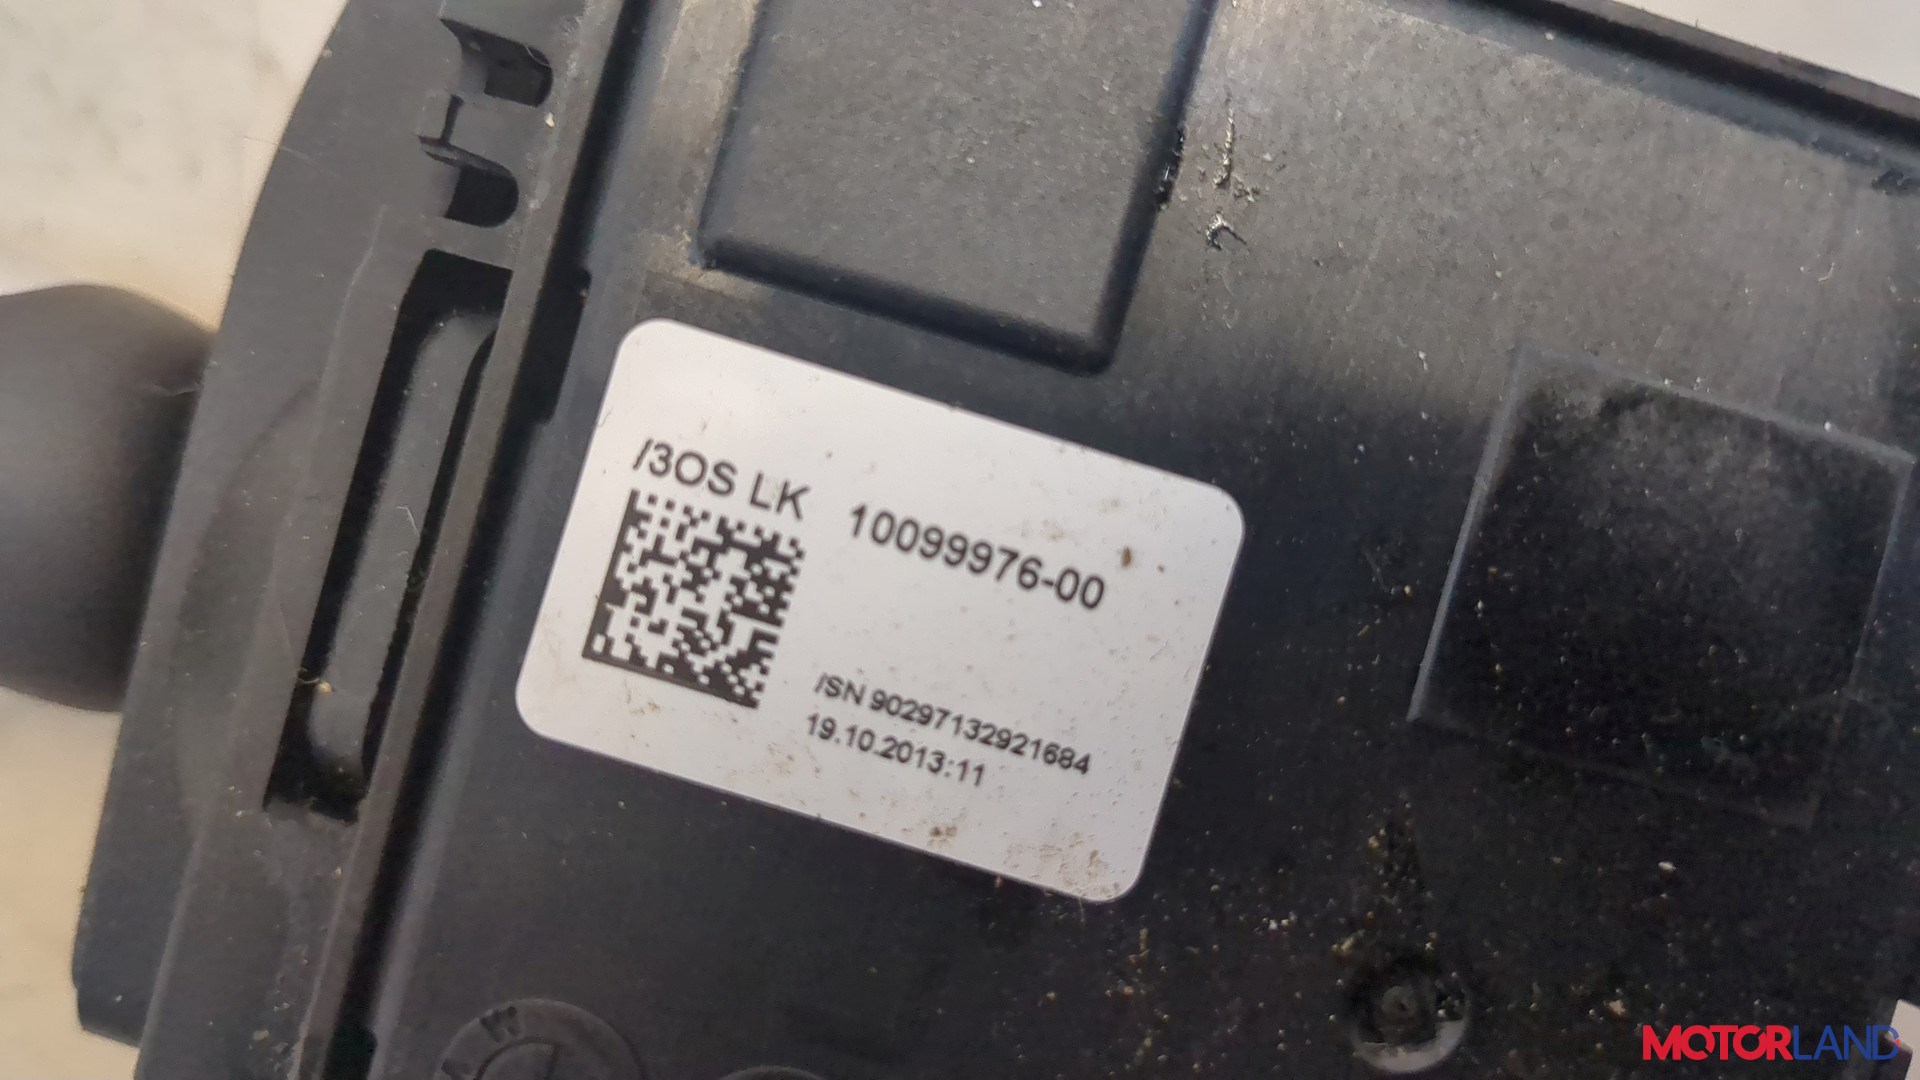 /3OS LK 10099976-00
/SN 90297132921684
19.10.2013:11
MOTORLAND